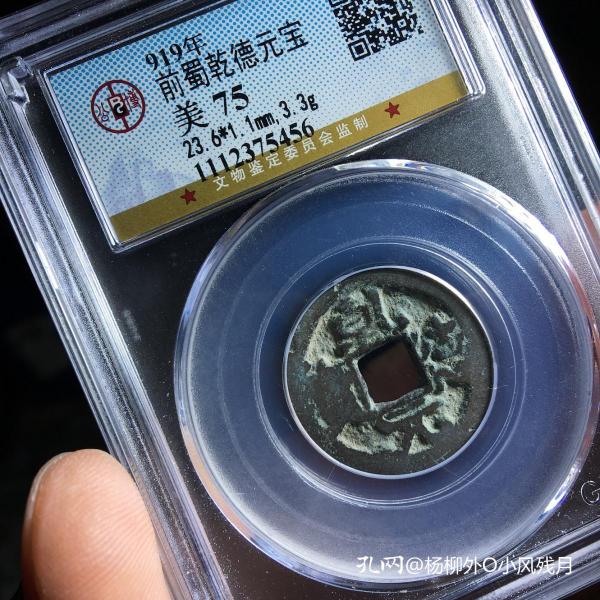 919年
前蜀乾德元宝
美 75
23.6*1.1mm,3.3g
1112375456
文物鉴定委员会监制
孔网@杨柳外O小风残月